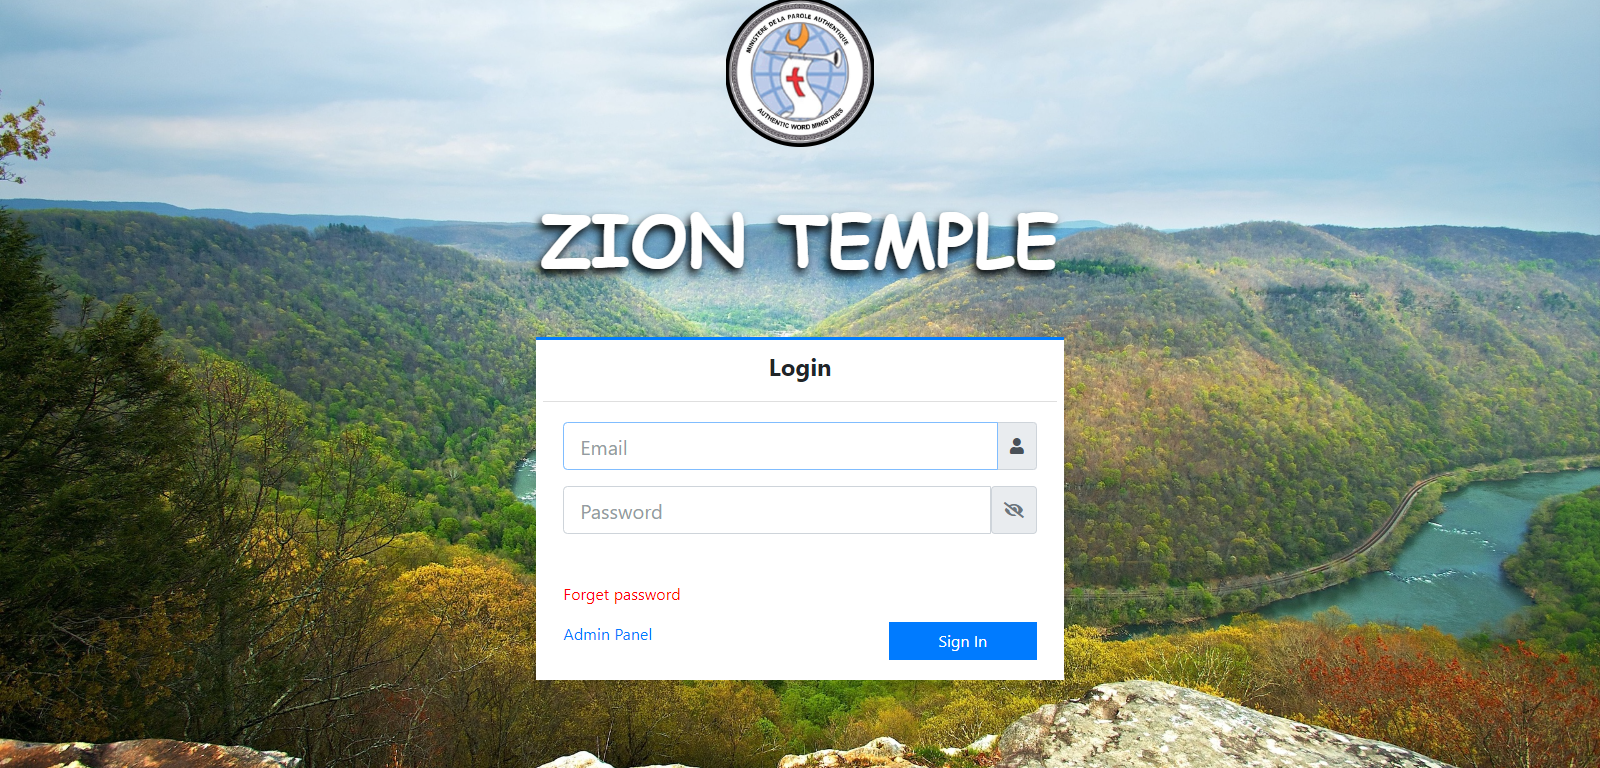 MINISTERE DE LA PAROLE AUTHENTIQUE
AUTHENTIC WORD MINISTRIES
ZION TEMPLE
Login
Email
Password
Forget password
Admin Panel
Sign In